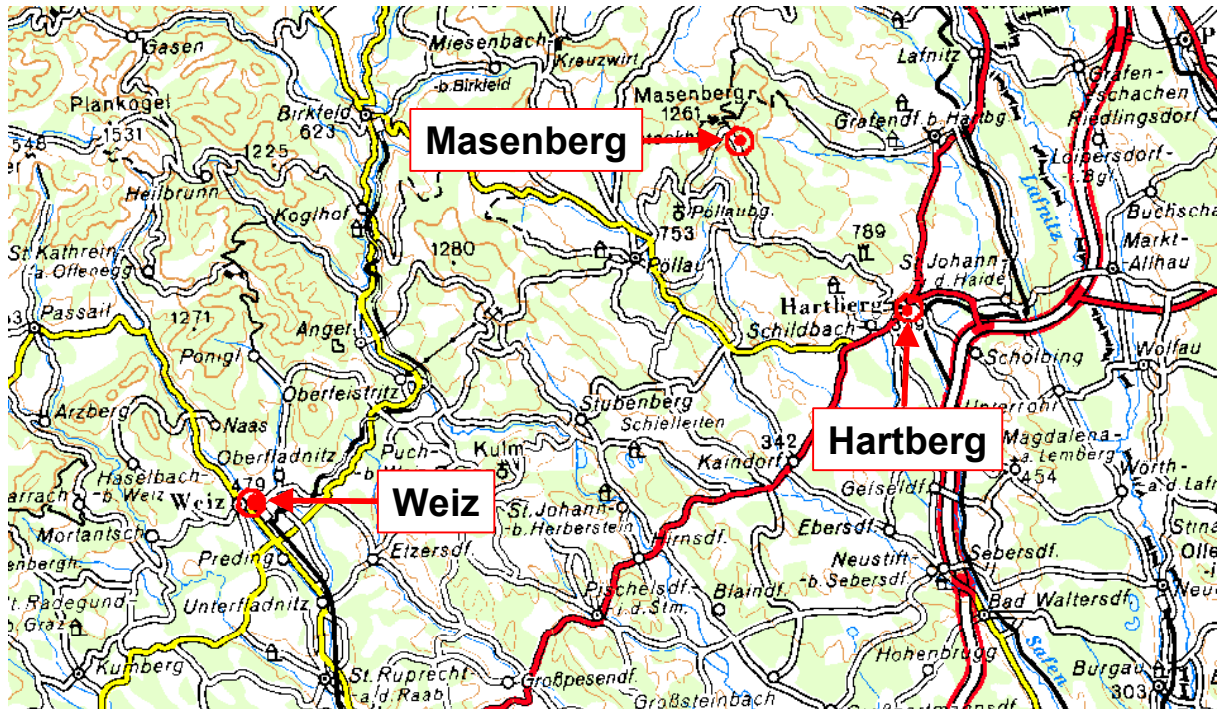 Gasen
Miesenbach-
-b.Birkfeld
Kreuzwirt
Lafnitz
P
Grafen-
schachen
Riedlingsdorf
Plankogel
1531
Birkfeld
623
Masenberg
1261
Grafendf. b. Hartbg.
Loipersdorf-
-i.Bgl.
548
1225
Masenberg
Heilbrunn
Koglhof
Pöllaubg.
Lafnitz
Buchscha
St.Kathrein-
a.Offenegg
1280
753
789
Markt-
Allhau
Pöllau
St.Johann-
d.Haide
Passail
1271
Anger
Hartberg
Schildbach
Schölbing
Wolfau
Ponigl
Oberfeistritz
Arzberg
Naas
Stubenberg
Schielleiten
Unterrohr
Hartberg
Magdalena-
a.Lemberg
454
Oberfladnitz
Puch-
Kulm
342
Kaindorf
Haselbach-
-b.Weiz
479
Weiz
Weiz
Geiseldf.
Wörth-
-a.d.Lafn
Mortantsch
St.Johann-
-b.Herberstein
Ebersdf.
Hirnsdf.
Preding
Etzersdf.
Neustift-
-b.Sebersdf.
Sebersdf.
Pischelsdf.-
i.d.Stm.
Blaindf.
t.Radegund-
b.Graz
Unterfladnitz
Bad Waltersdf.
Safen
Kumberg
St.Ruprecht-
-a.d.Raab
Großpesendf.
Großsteinbach
Hohenbrugg
Burgau
303